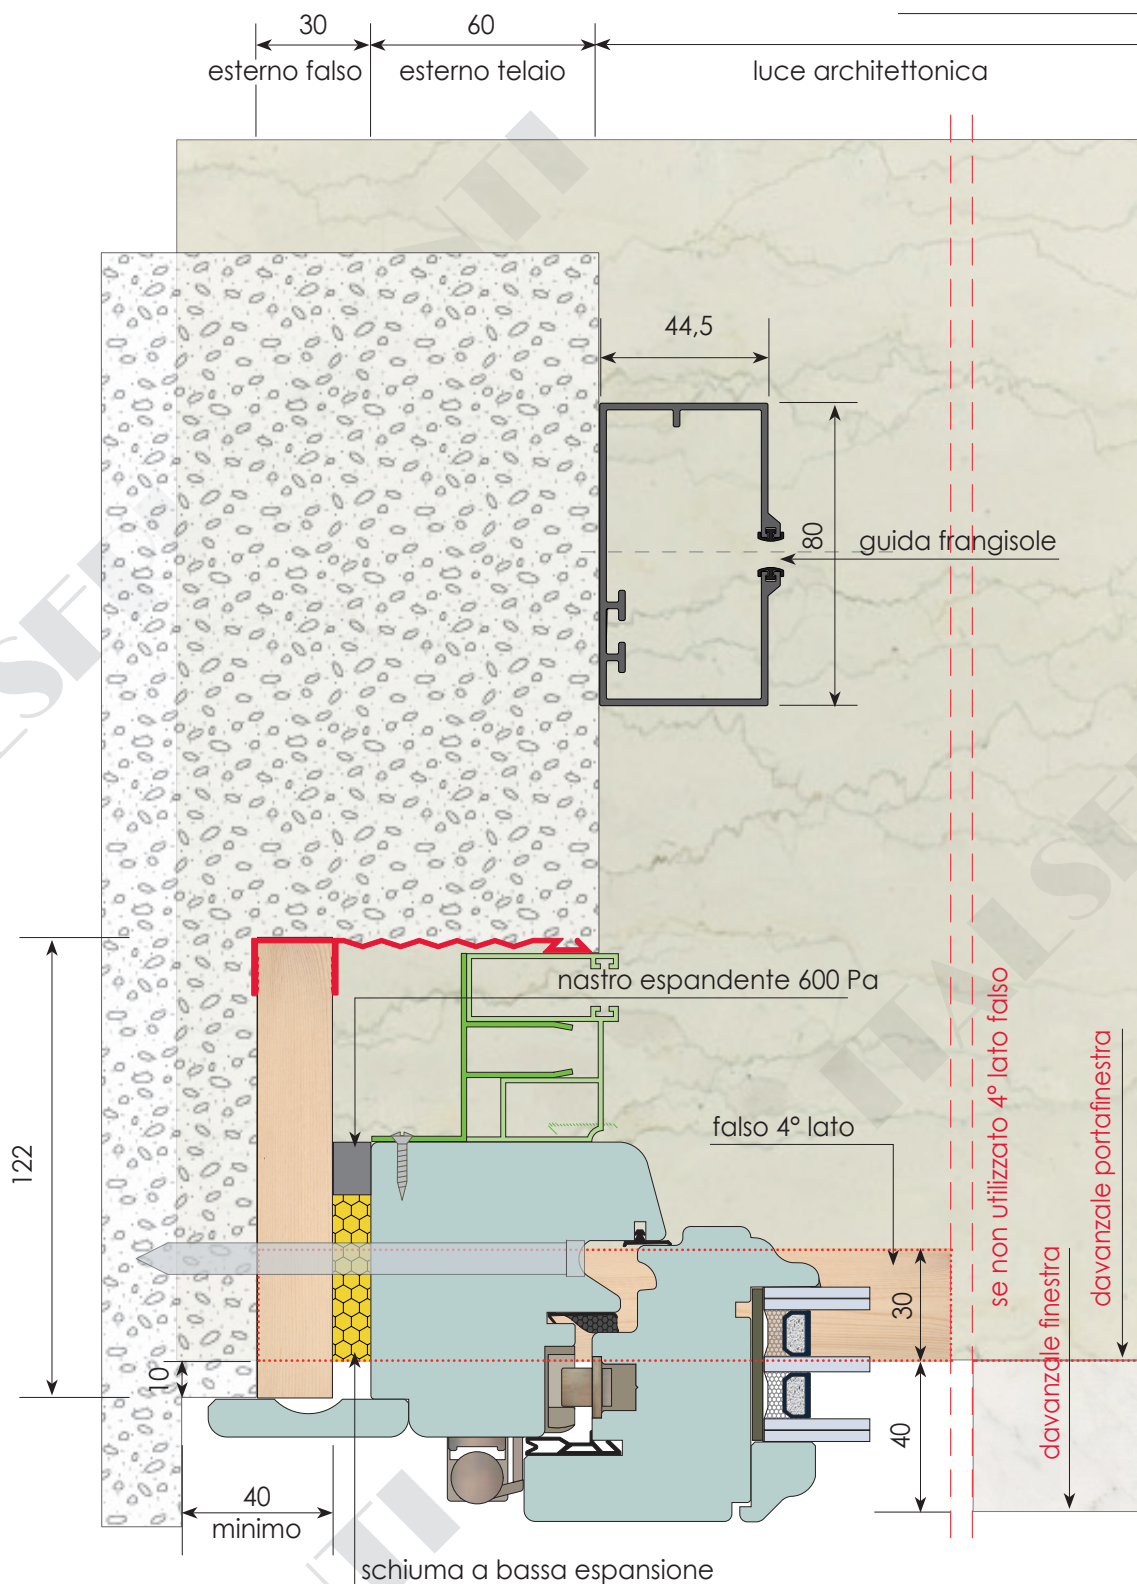 30
60
esterno falso
esterno telaio
luce architettonica
44,5
80
guida frangisole
nastro espandente 600 Pa
falso 4° lato
se non utilizzato 4° lato falso
davanzale portafinestra
davanzale finestra
122
10
30
40
40
minimo
schiuma a bassa espansione